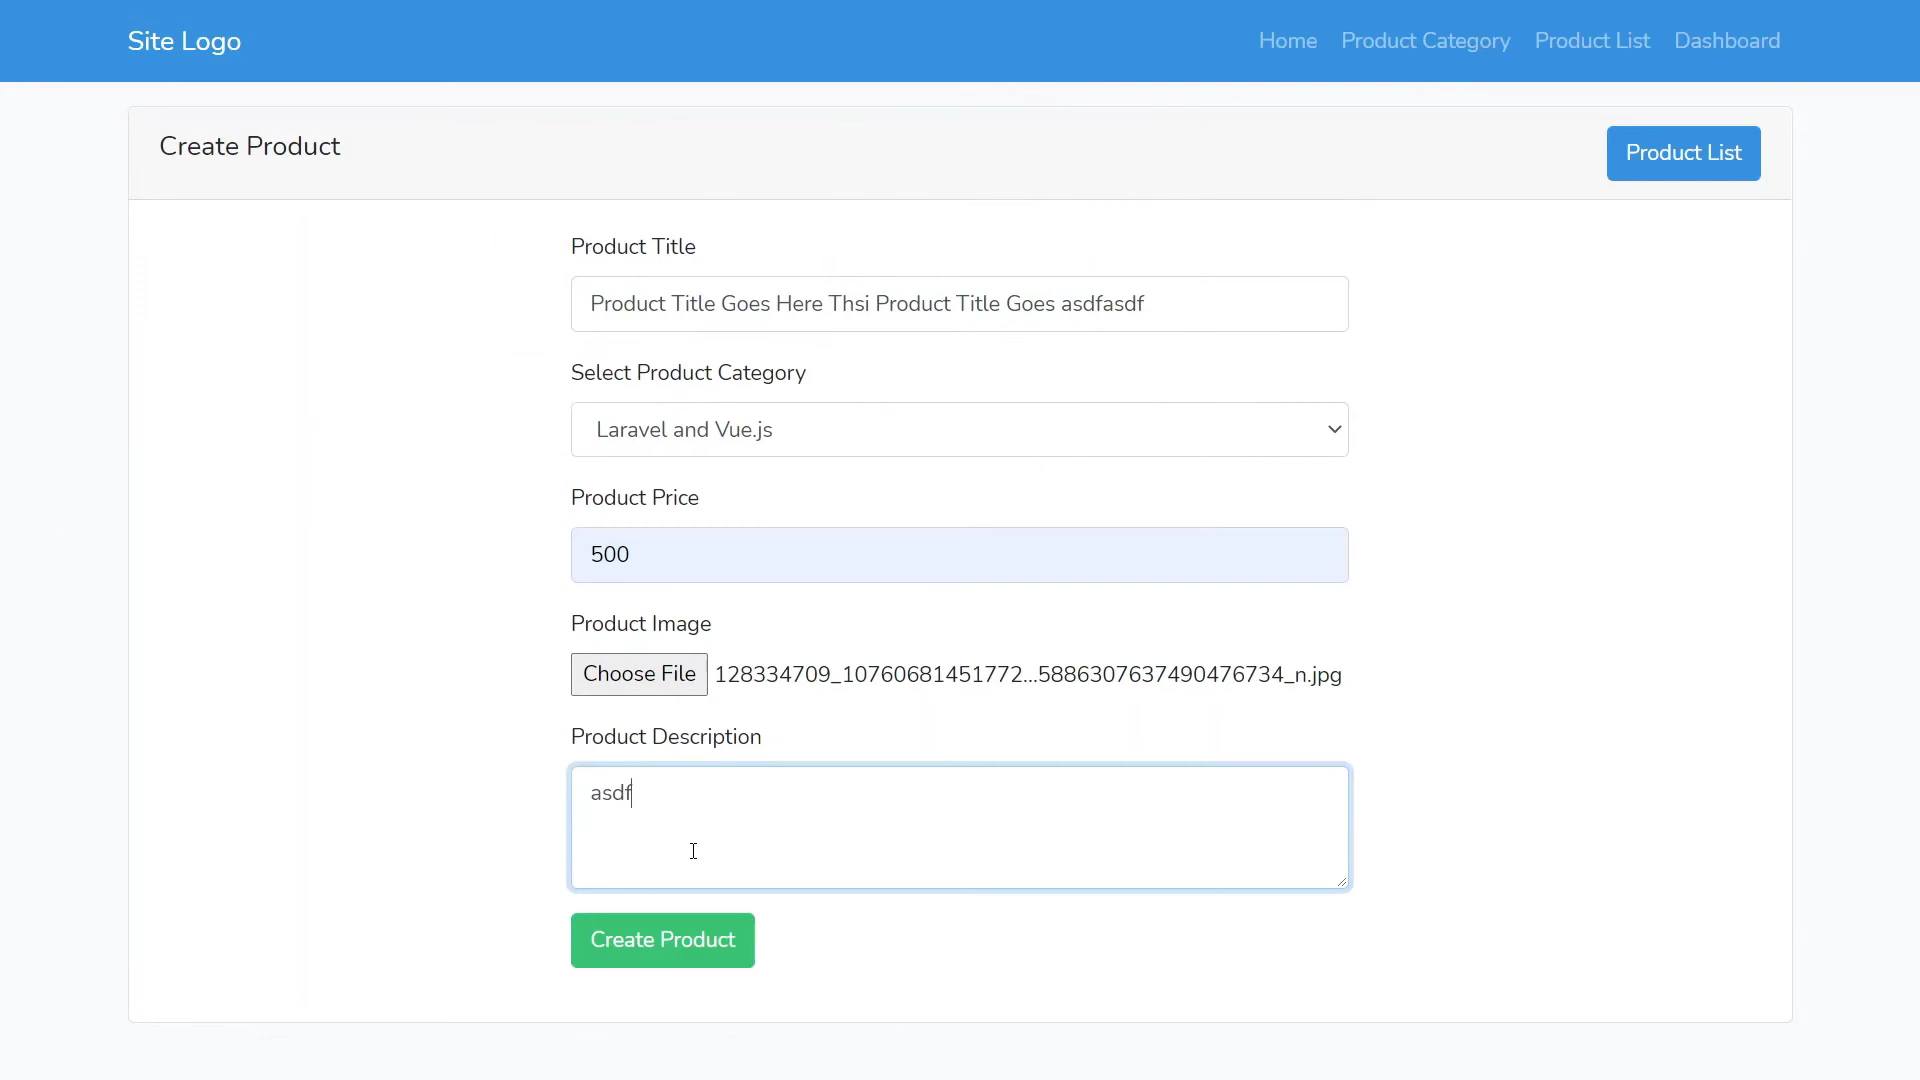 Site Logo
Home Product Category Product List Dashboard
Create Product
Product List
Product Title
Product Title Goes Here Thsi Product Title Goes asdfasdf
Select Product Category
Laravel and Vue.js
Product Price
500
Product Image
Choose File 128334709_10760681451772...5886307637490476734_n.jpg
Product Description
asdf
Create Product